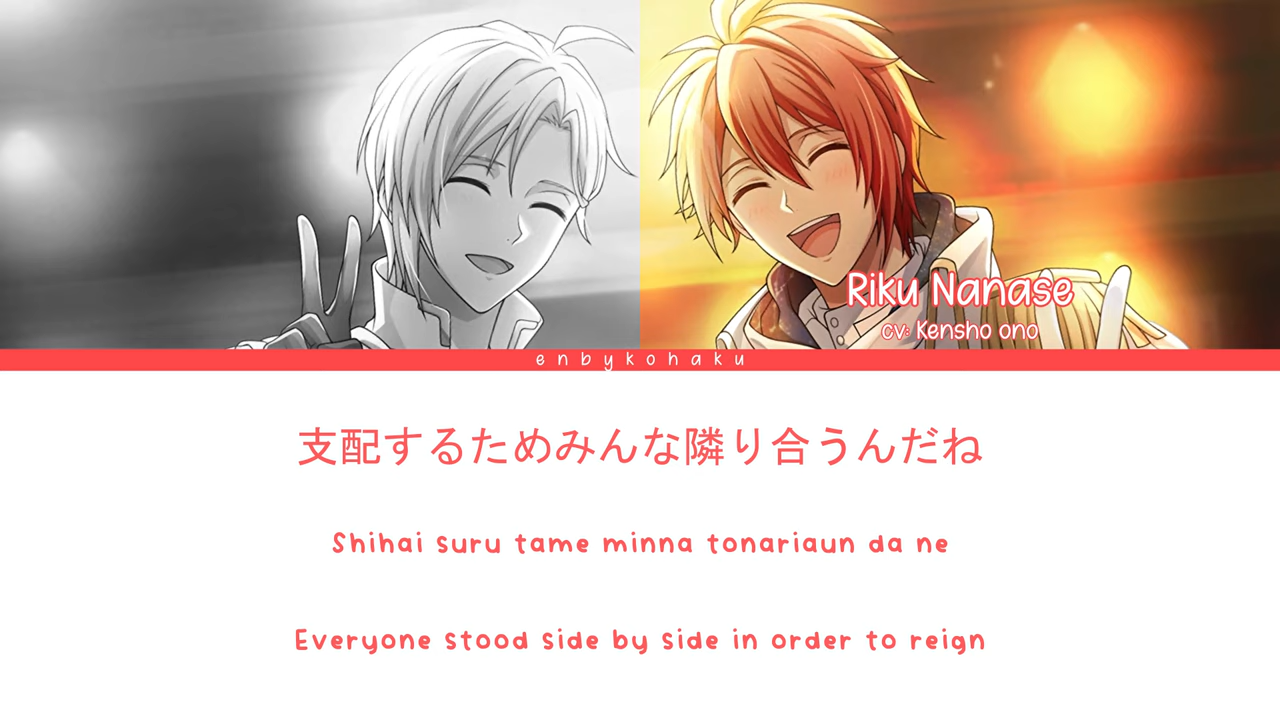 Riku Nanase
cv: Kensho ono
enbykohaku
支配するためみんな隣り合うんだね
Shihai suru tame minna tonariaun da ne
Everyone stood side by side in order to reign